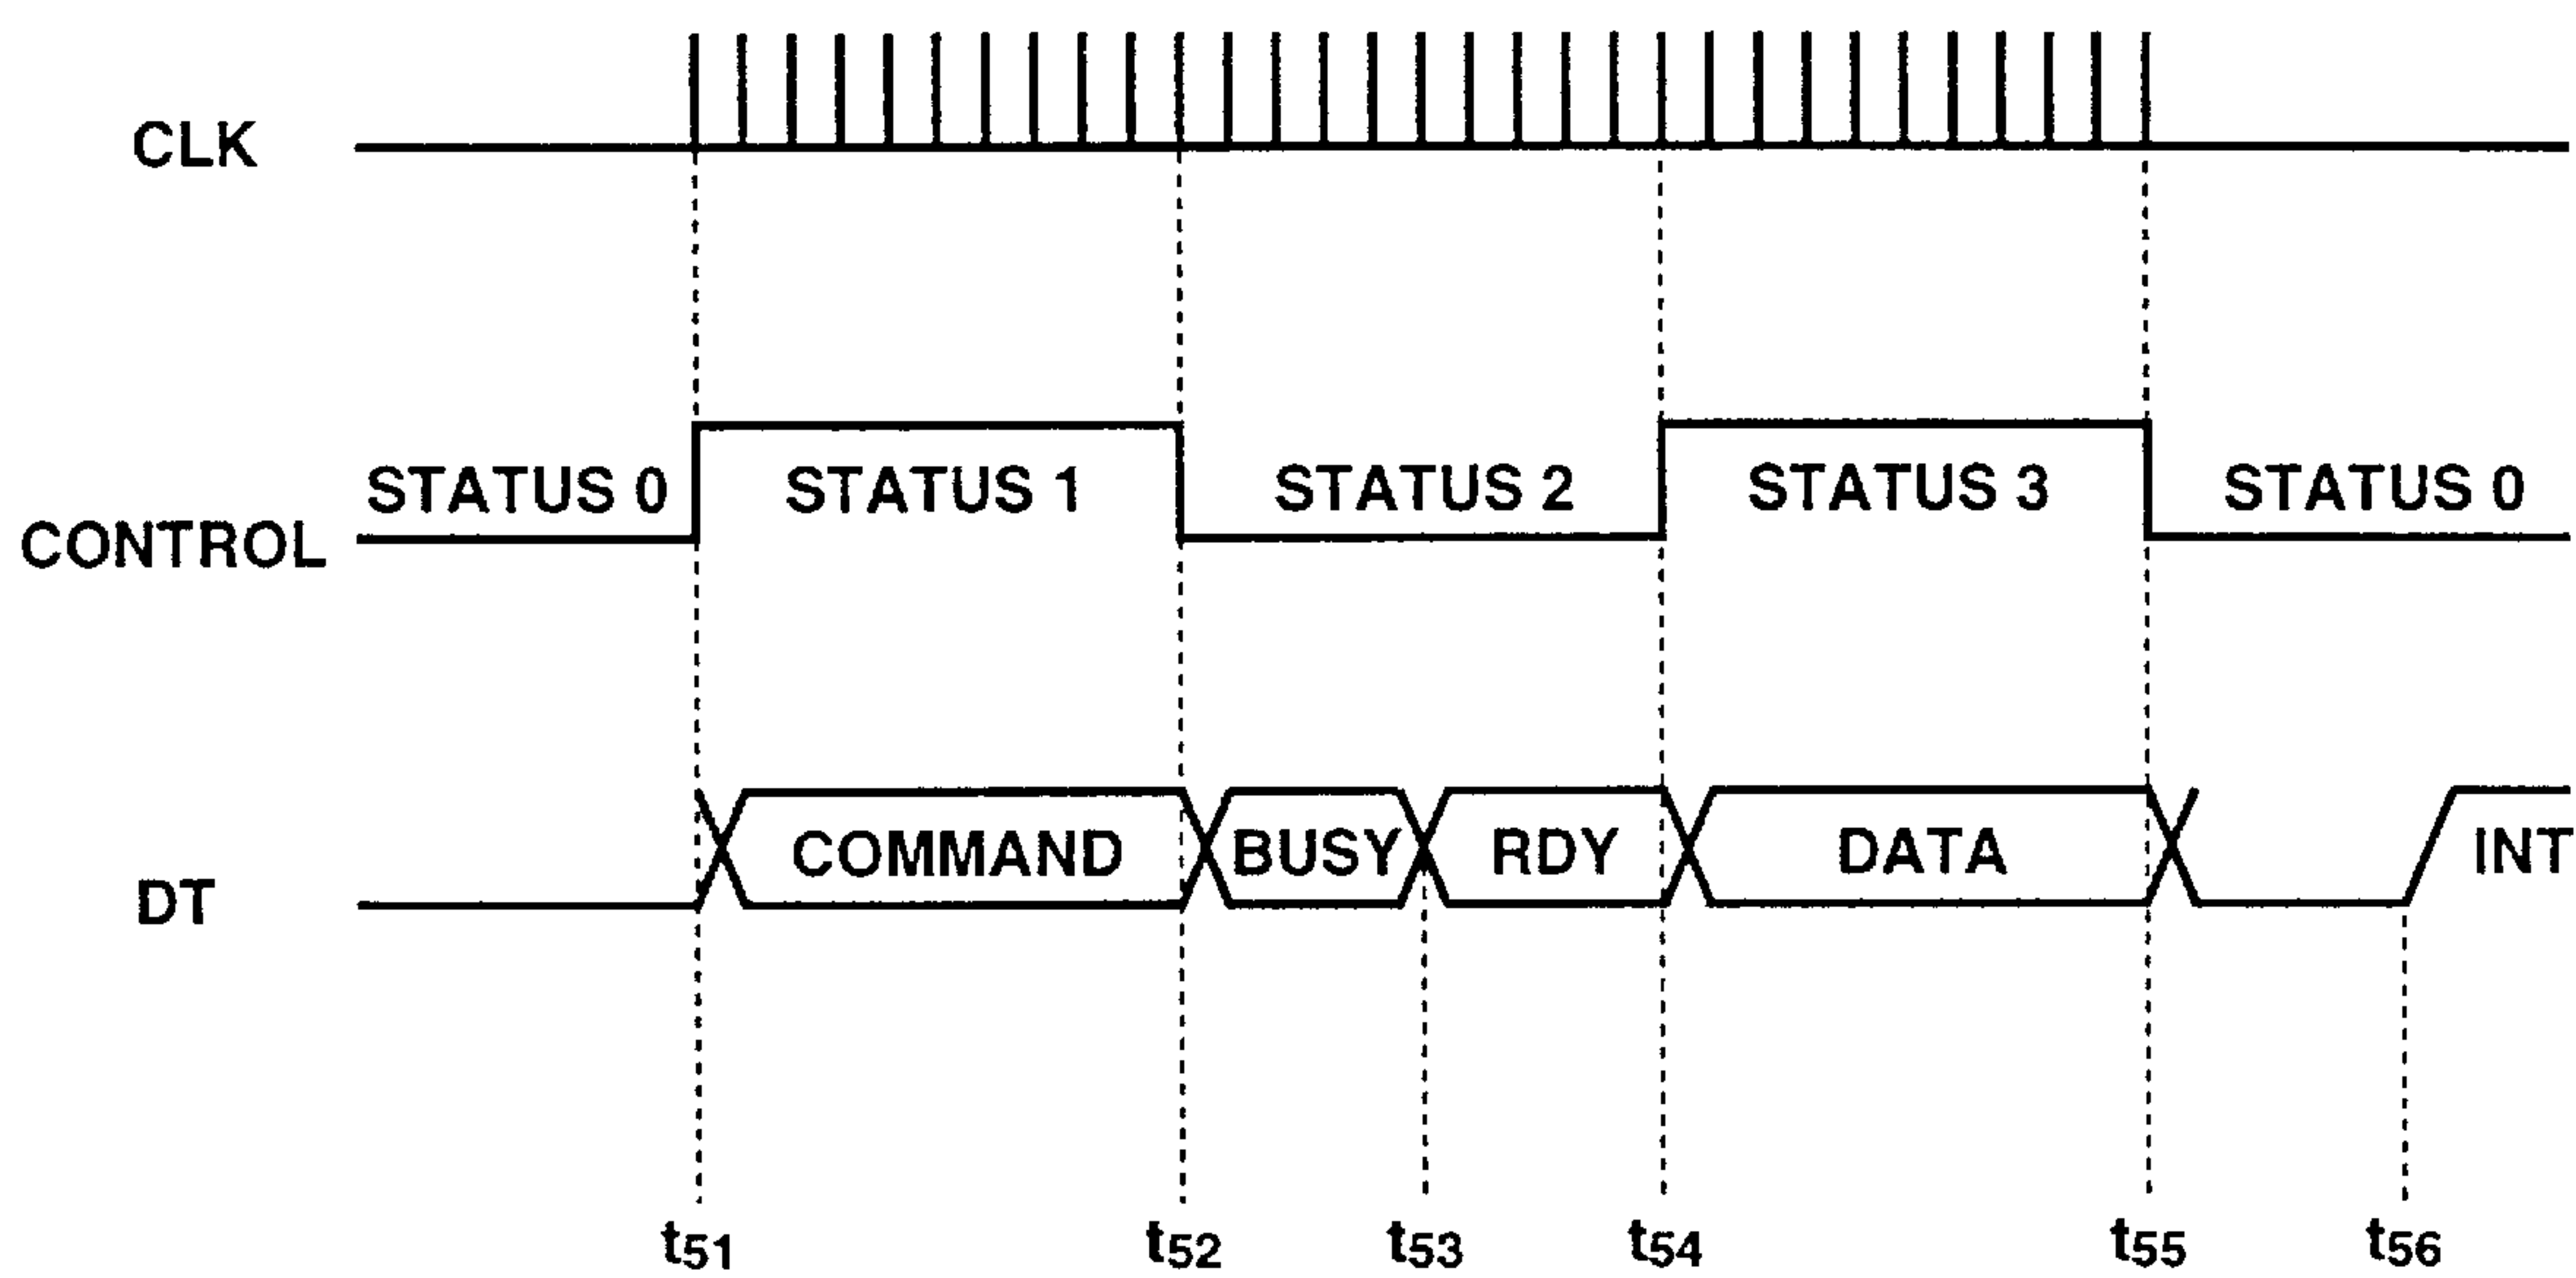 CLK
STATUS 0 STATUS 1 STATUS 2 STATUS 3 STATUS 0
CONTROL
COMMAND BUSY RDY DATA INT
DT
t51 t52 t53 t54 t55 t56